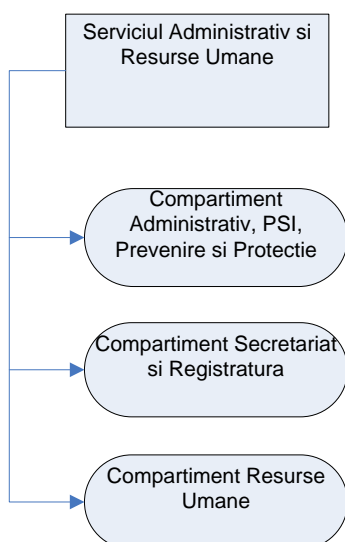 Serviciul Administrativ si
Resurse Umane
Compartiment
Administrativ, PSI,
Prevenire si Protectie
Compartiment Secretariat
si Registratura
Compartiment Resurse
Umane